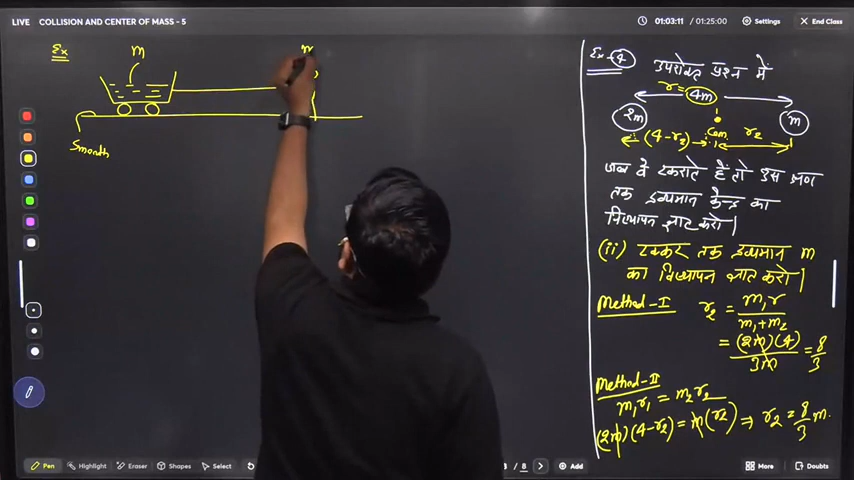 LIVE COLLISION AND CENTER OF MASS - 5
01:03:11 / 01:25:00 Settings End Class
Ex
m
m
Smooth
Ex-4 उपरोक्त प्रश्न में
r = 4m
2m
m
Com
(4-r₂)
r₂
जब वे टकराते हैं तो इस क्षण
तक द्रव्यमान केन्द्र का
विस्थापन ज्ञात करो।
(ii) टक्कर तक द्रव्यमान m
का विस्थापन ज्ञात करो।
Method-I r₂ = m₁r / m₁+m₂
= (2m)(4) / 3m = 8/3
Method-II
m₁r₁ = m₂r₂
(2m)(4-r₂) = m(r₂) ⇒ r₂ = 8/3 m.
Pen Highlight Eraser Shapes Select / 8 Add More Doubts